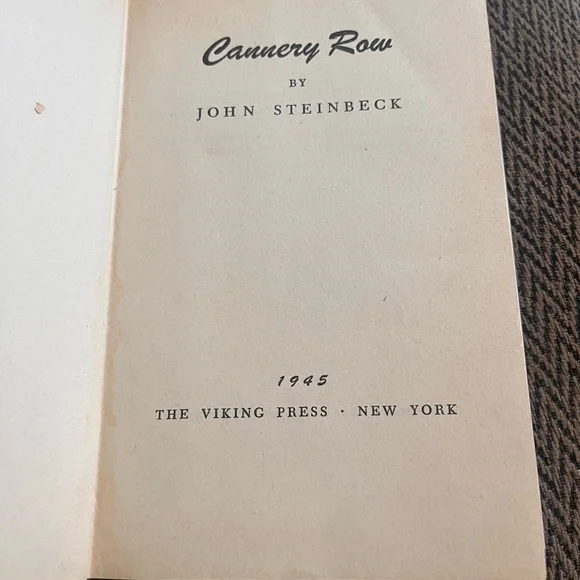 Cannery Row
BY
JOHN STEINBECK
1945
THE VIKING PRESS · NEW YORK